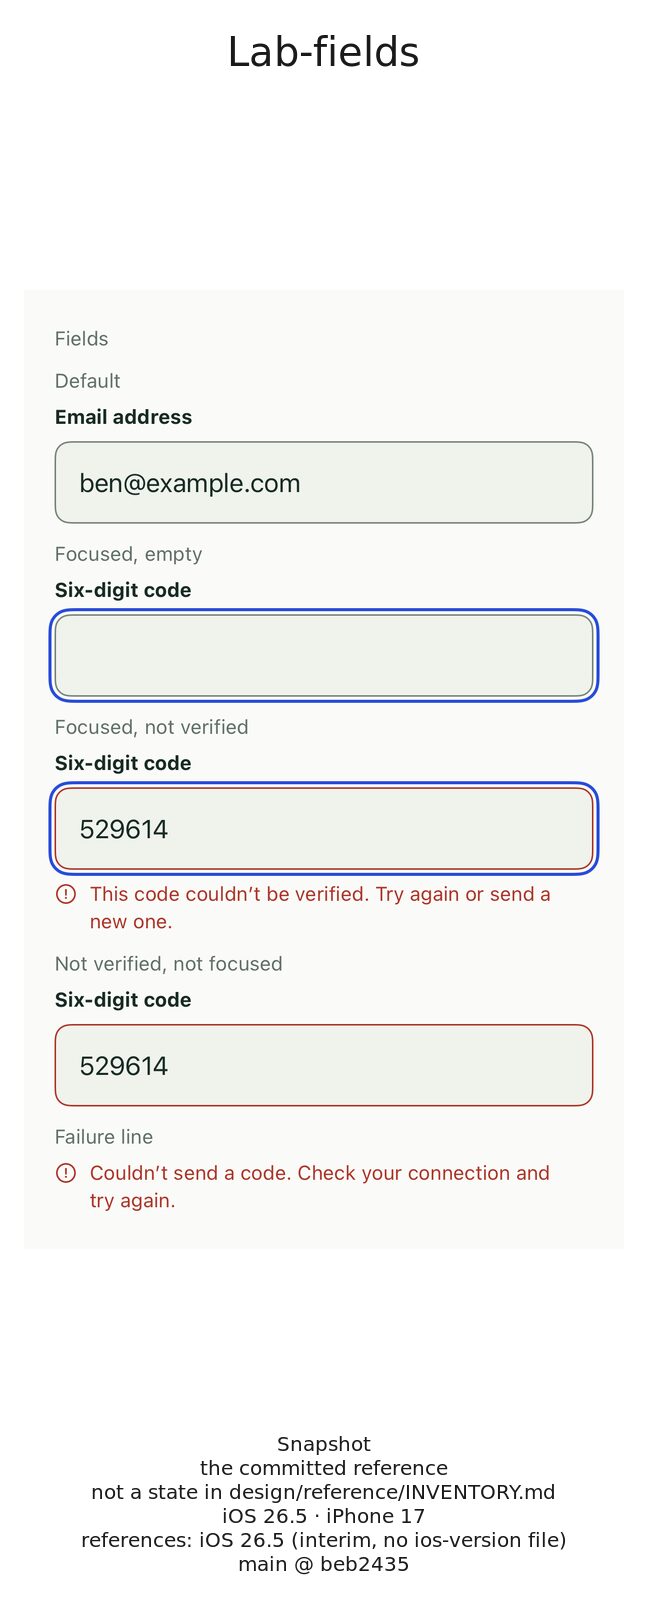 Lab-fields
Fields
Default
Email address
ben@example.com
Focused, empty
Six-digit code
Focused, not verified
Six-digit code
529614
This code couldn’t be verified. Try again or send a
new one.
Not verified, not focused
Six-digit code
529614
Failure line
Couldn’t send a code. Check your connection and
try again.
Snapshot
the committed reference
not a state in design/reference/INVENTORY.md
iOS 26.5 · iPhone 17
references: iOS 26.5 (interim, no ios-version file)
main @ beb2435